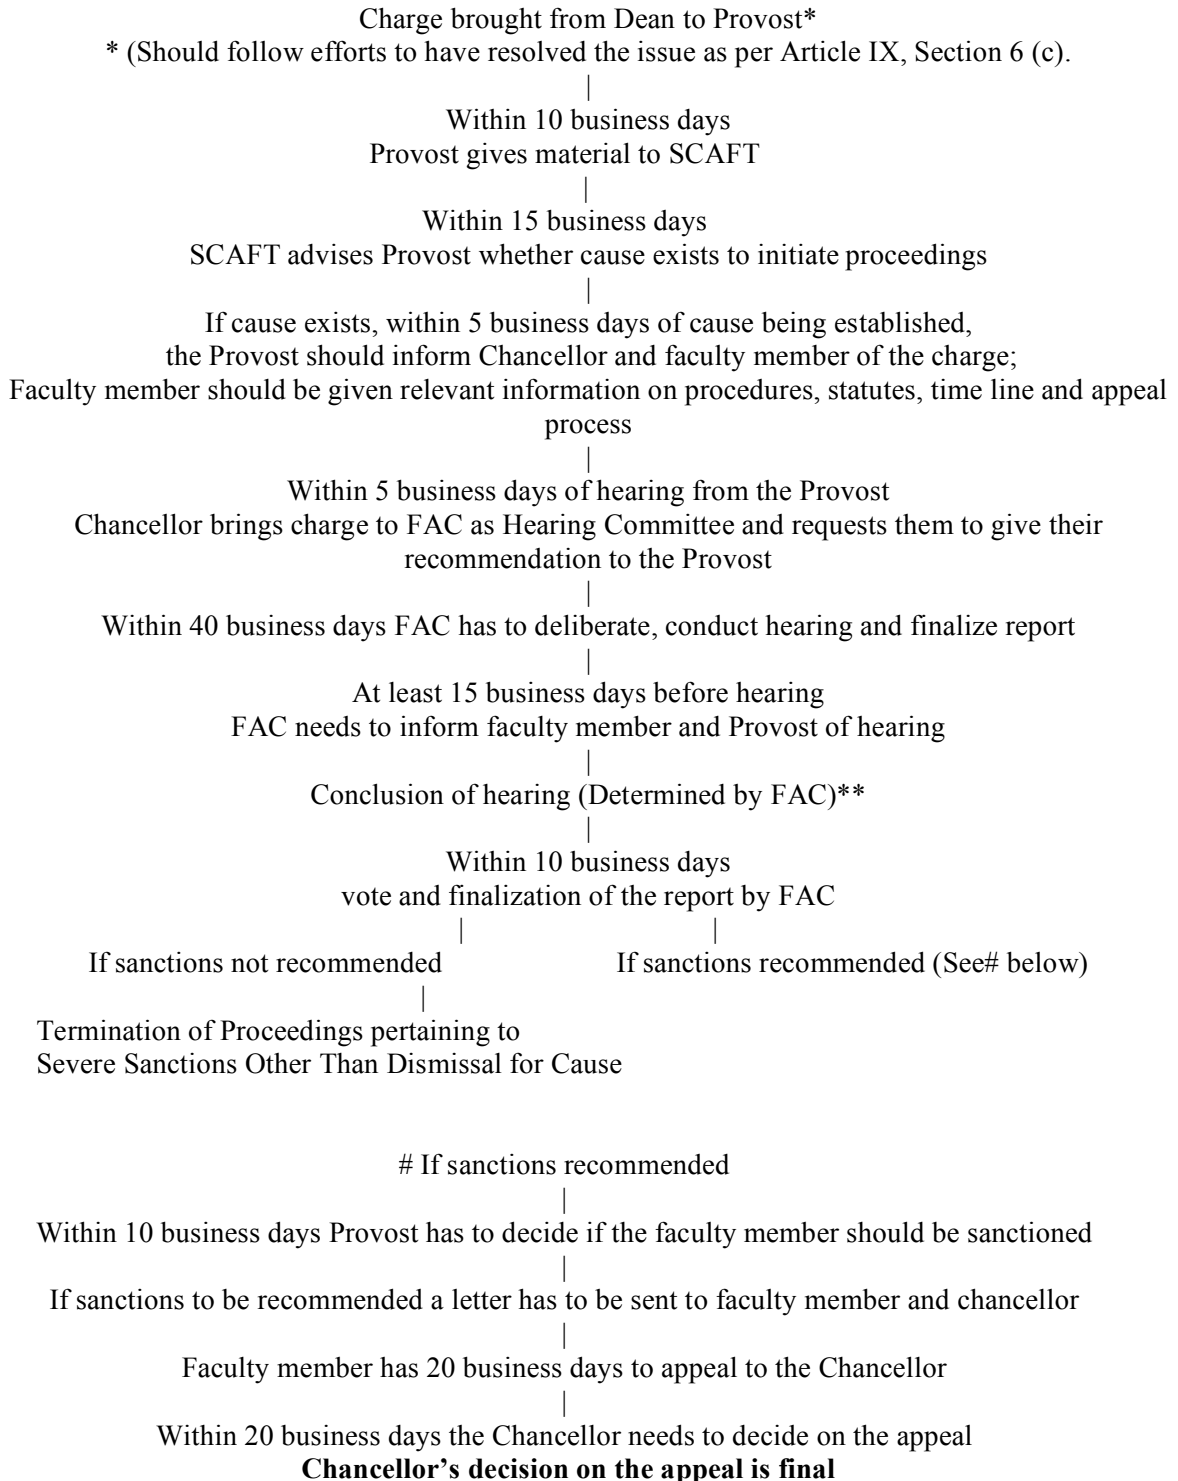 Charge brought from Dean to Provost*
* (Should follow efforts to have resolved the issue as per Article IX, Section 6 (c).
|
Within 10 business days
Provost gives material to SCAFT
|
Within 15 business days
SCAFT advises Provost whether cause exists to initiate proceedings
|
If cause exists, within 5 business days of cause being established,
the Provost should inform Chancellor and faculty member of the charge;
Faculty member should be given relevant information on procedures, statutes, time line and appeal
process
|
Within 5 business days of hearing from the Provost
Chancellor brings charge to FAC as Hearing Committee and requests them to give their
recommendation to the Provost
|
Within 40 business days FAC has to deliberate, conduct hearing and finalize report
|
At least 15 business days before hearing
FAC needs to inform faculty member and Provost of hearing
|
Conclusion of hearing (Determined by FAC)**
|
Within 10 business days
vote and finalization of the report by FAC
| |
If sanctions not recommended If sanctions recommended (See# below)
|
Termination of Proceedings pertaining to
Severe Sanctions Other Than Dismissal for Cause
# If sanctions recommended
|
Within 10 business days Provost has to decide if the faculty member should be sanctioned
|
If sanctions to be recommended a letter has to be sent to faculty member and chancellor
|
Faculty member has 20 business days to appeal to the Chancellor
|
Within 20 business days the Chancellor needs to decide on the appeal
Chancellor's decision on the appeal is final